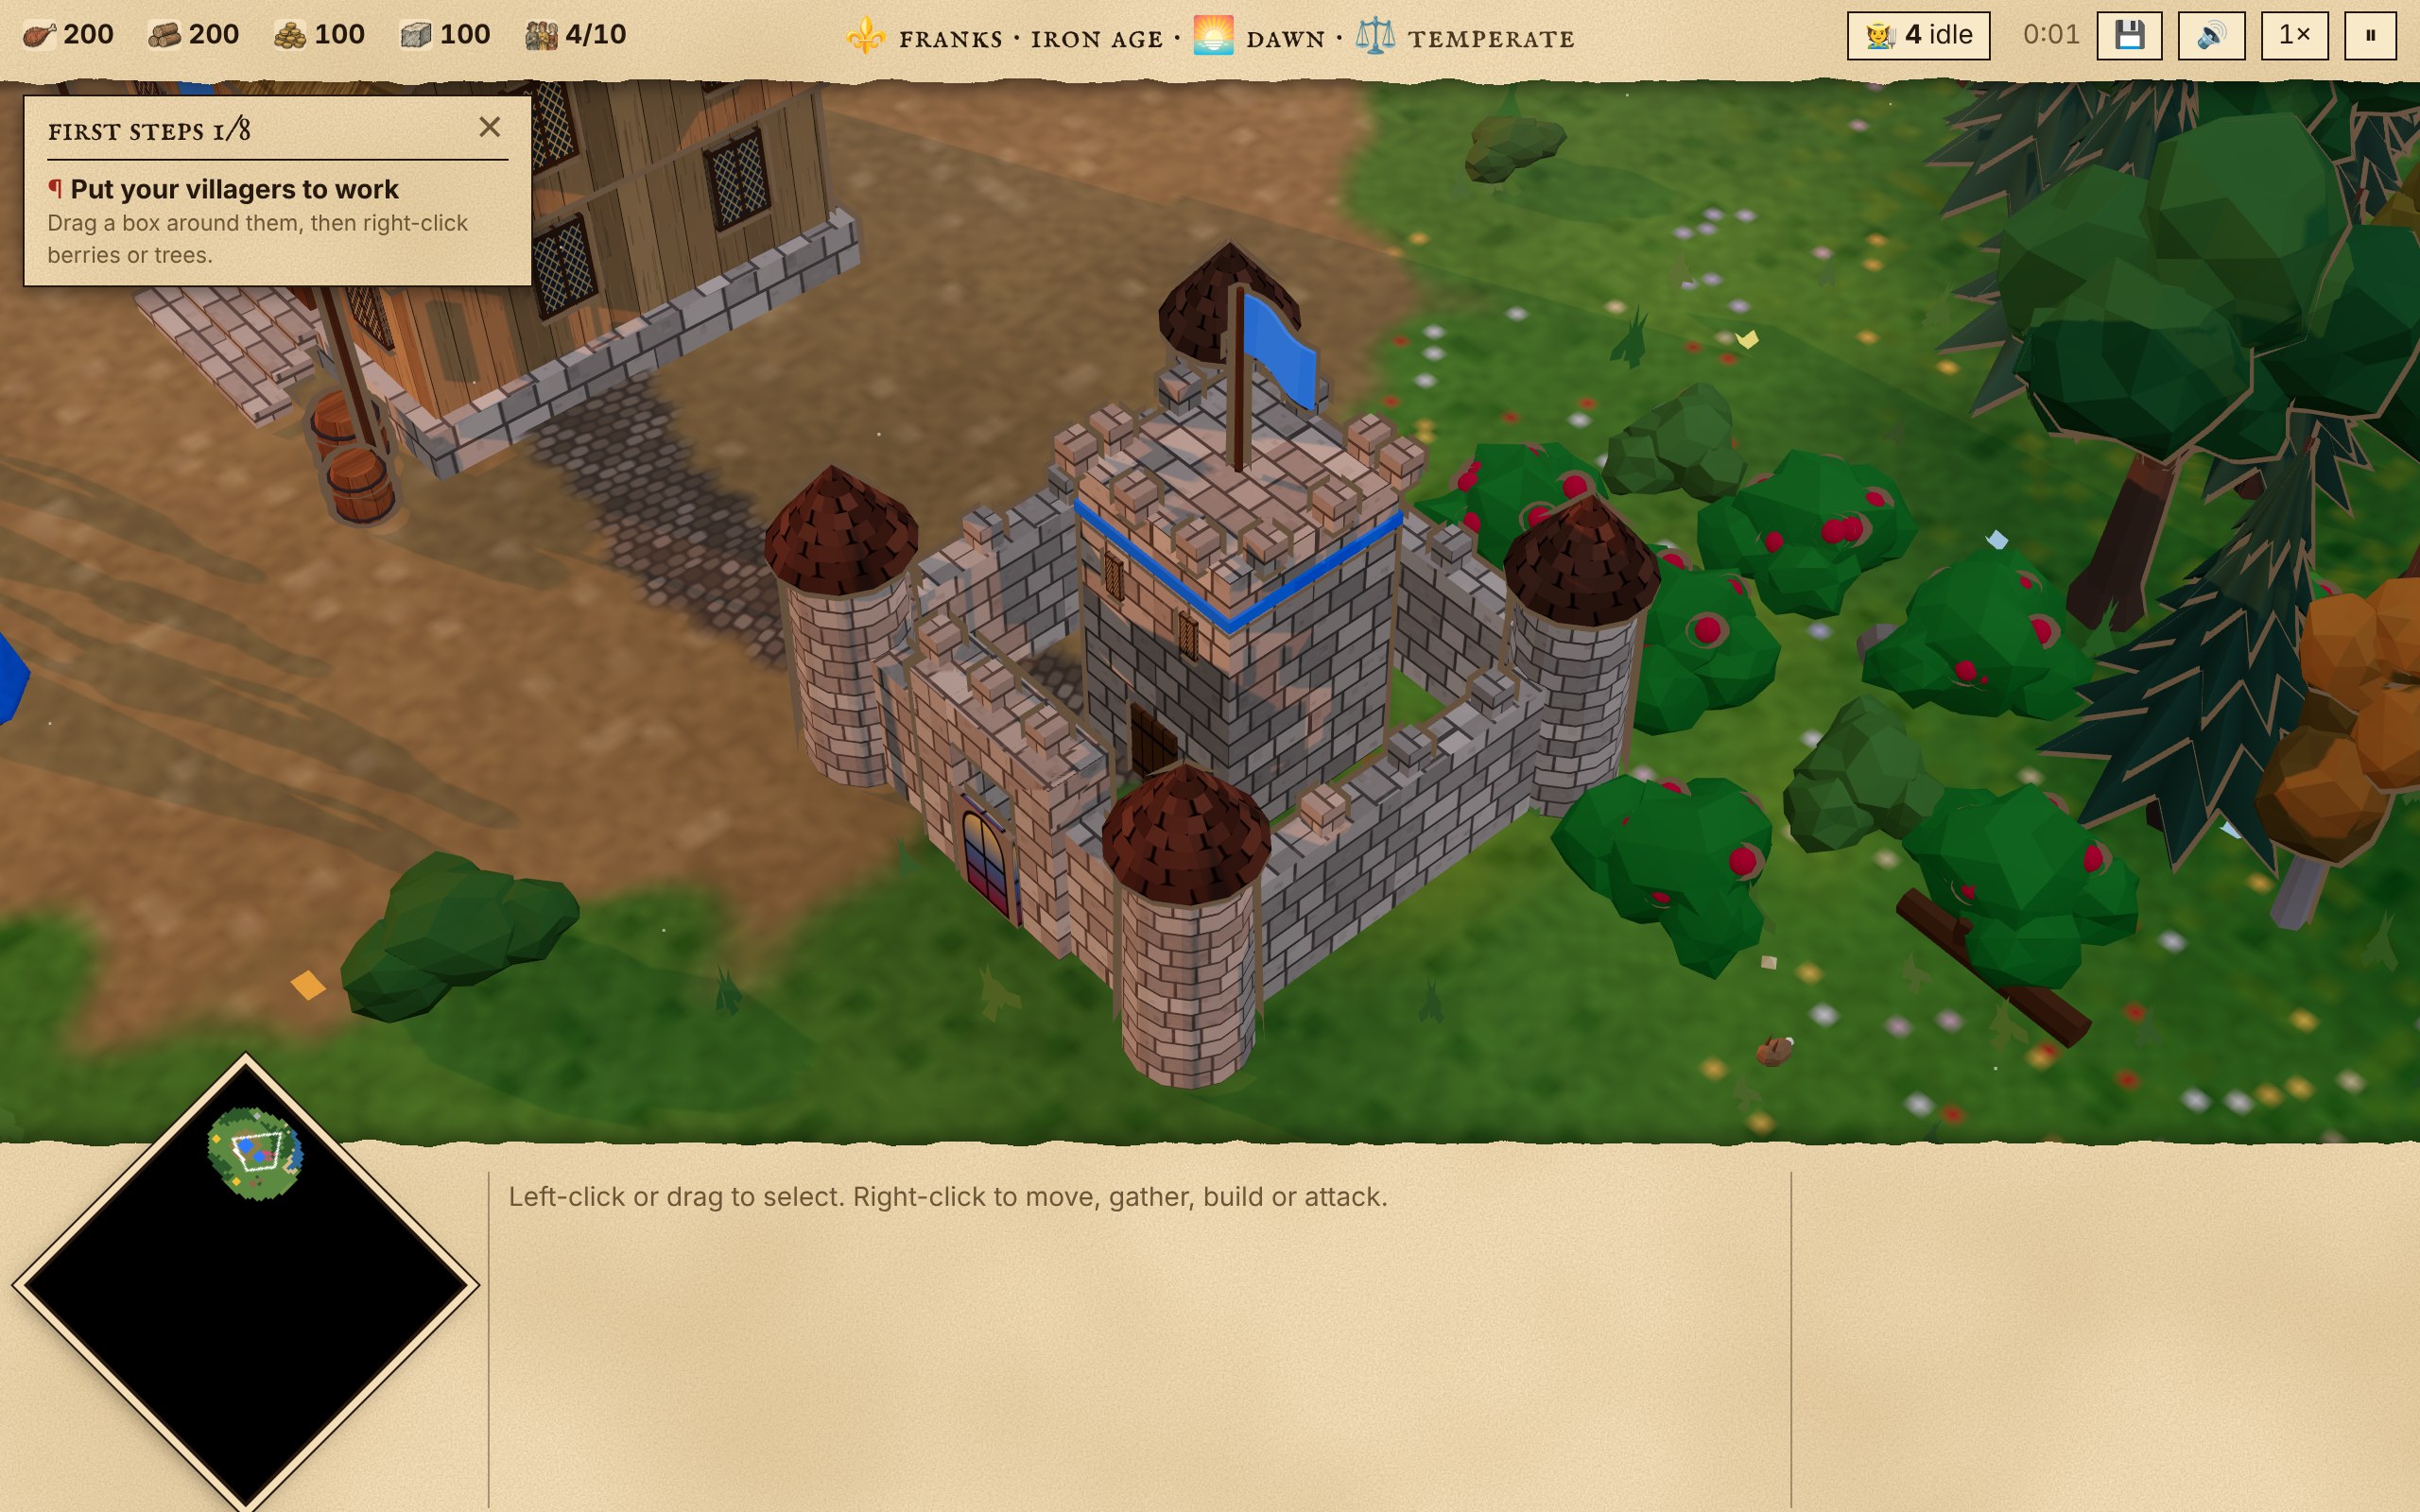 200 200 100 100 4/10
FRANKS · IRON AGE · DAWN · TEMPERATE
4 idle 0:01 1×
FIRST STEPS 1/8
¶ Put your villagers to work
Drag a box around them, then right-click
berries or trees.
Left-click or drag to select. Right-click to move, gather, build or attack.